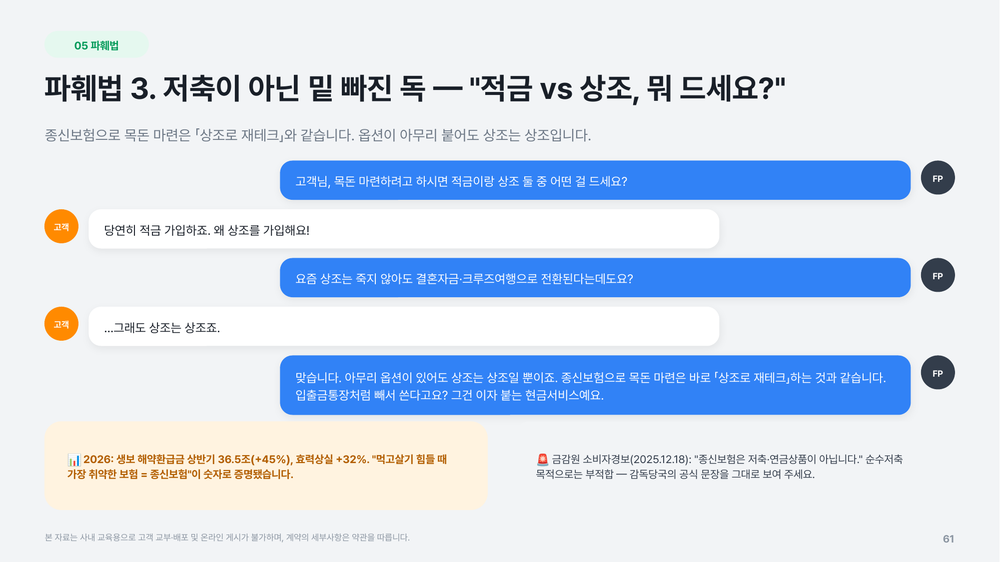 05 파훼법
파훼법 3. 저축이 아닌 밑 빠진 독 — "적금 vs 상조, 뭐 드세요?"
종신보험으로 목돈 마련은 「상조로 재테크」와 같습니다. 옵션이 아무리 붙어도 상조는 상조입니다.
고객님, 목돈 마련하려고 하시면 적금이랑 상조 둘 중 어떤 걸 드세요?
FP
고객
당연히 적금 가입하죠. 왜 상조를 가입해요!
요즘 상조는 죽지 않아도 결혼자금·크루즈여행으로 전환된다는데도요?
FP
고객
...그래도 상조는 상조죠.
맞습니다. 아무리 옵션이 있어도 상조는 상조일 뿐이죠. 종신보험으로 목돈 마련은 바로 「상조로 재테크」하는 것과 같습니다.
입출금통장처럼 빼서 쓴다고요? 그건 이자 붙는 현금서비스예요.
FP
📊 2026: 생보 해약환급금 상반기 36.5조(+45%), 효력상실 +32%. "먹고살기 힘들 때
가장 취약한 보험 = 종신보험"이 숫자로 증명됐습니다.
🚨 금감원 소비자경보(2025.12.18): "종신보험은 저축·연금상품이 아닙니다." 순수저축
목적으로는 부적합 — 감독당국의 공식 문장을 그대로 보여 주세요.
본 자료는 사내 교육용으로 고객 교부·배포 및 온라인 게시가 불가하며, 계약의 세부사항은 약관을 따릅니다.
61